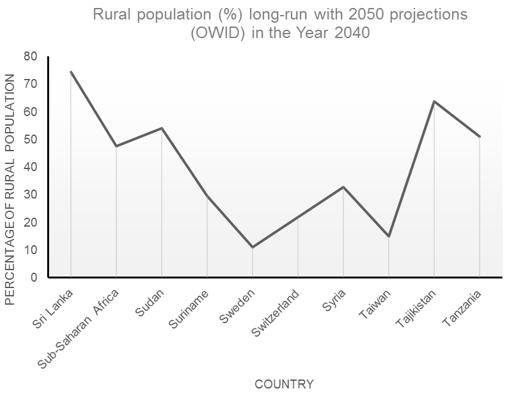 Rural population (%) long-run with 2050 projections
(OWID) in the Year 2040
PERCENTAGE OF RURAL POPULATION
80
70
60
50
40
30
20
10
0
Sri Lanka
Sub-Saharan Africa
Sudan
Suriname
Sweden
Switzerland
Syria
Taiwan
Tajikistan
Tanzania
COUNTRY